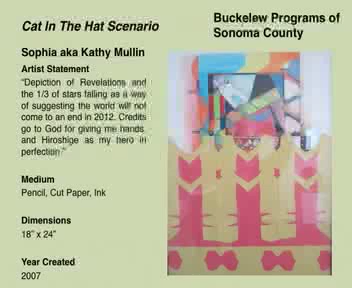 Cat In The Hat Scenario
Buckelew Programs of
Sonoma County
Sophia aka Kathy Mullin
Artist Statement
"Depiction of Revelations and
the 1/3 of stars falling as a way
of suggesting the world will not
come to an end in 2012. Credits
go to God for giving me hands
and Hiroshige as my hero in
perfection."
Medium
Pencil, Cut Paper, Ink
Dimensions
18" x 24"
Year Created
2007